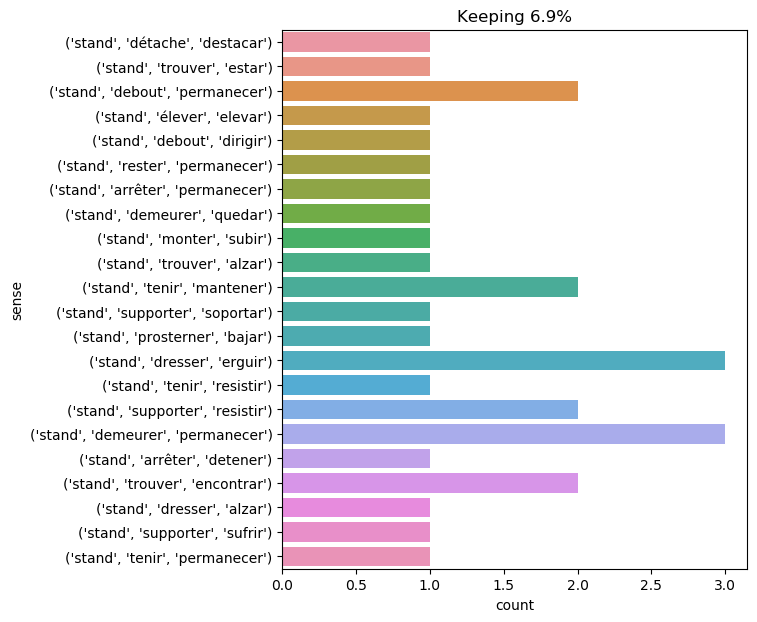 Keeping 6.9%
('stand', 'détache', 'destacar')
('stand', 'trouver', 'estar')
('stand', 'debout', 'permanecer')
('stand', 'élever', 'elevar')
('stand', 'debout', 'dirigir')
('stand', 'rester', 'permanecer')
('stand', 'arrêter', 'permanecer')
('stand', 'demeurer', 'quedar')
('stand', 'monter', 'subir')
('stand', 'trouver', 'alzar')
('stand', 'tenir', 'mantener')
('stand', 'supporter', 'soportar')
('stand', 'prosterner', 'bajar')
('stand', 'dresser', 'erguir')
('stand', 'tenir', 'resistir')
('stand', 'supporter', 'resistir')
('stand', 'demeurer', 'permanecer')
('stand', 'arrêter', 'detener')
('stand', 'trouver', 'encontrar')
('stand', 'dresser', 'alzar')
('stand', 'supporter', 'sufrir')
('stand', 'tenir', 'permanecer')
sense
0.0 0.5 1.0 1.5 2.0 2.5 3.0
count